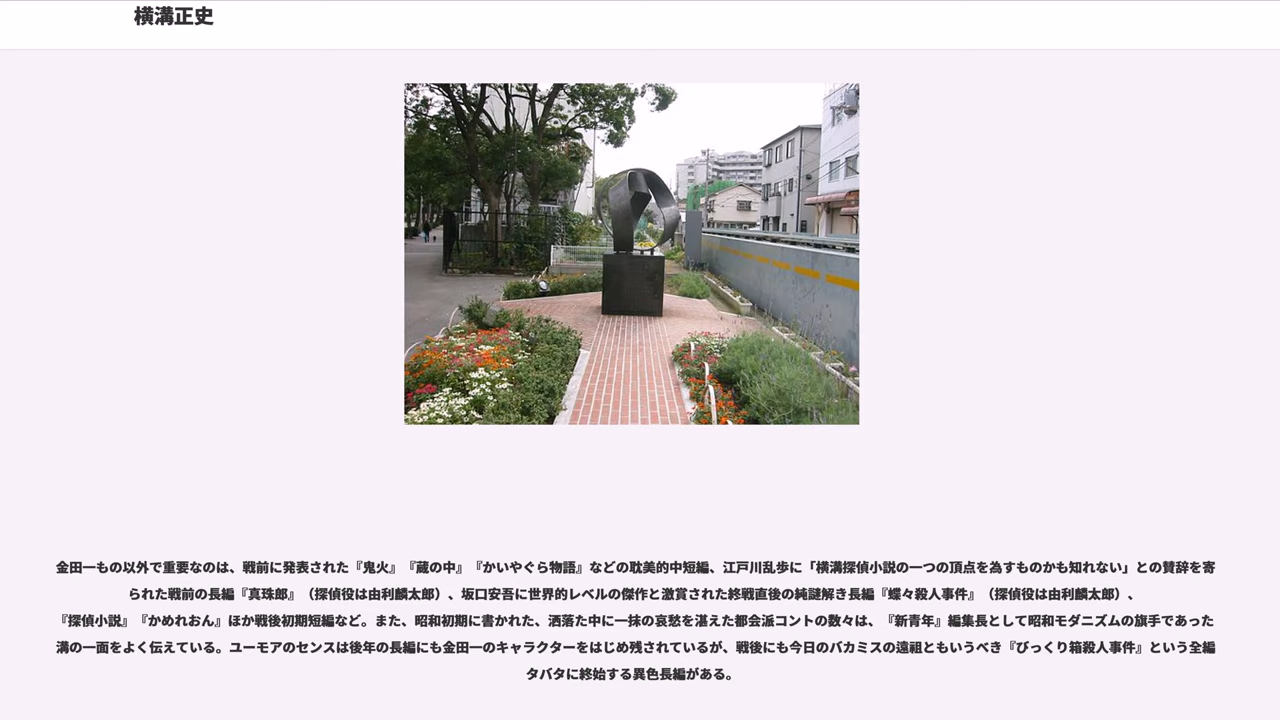 横溝正史
金田一もの以外で重要なのは、戦前に発表された『鬼火』『蔵の中』『かいやぐら物語』などの耽美的中短編、江戸川乱歩に「横溝探偵小説の一つの頂点を為すものかも知れない」との賛辞を寄
られた戦前の長編『真珠郎』（探偵役は由利麟太郎）、坂口安吾に世界的レベルの傑作と激賞された終戦直後の純謎解き長編『蝶々殺人事件』（探偵役は由利麟太郎）、
『探偵小説』『かめれおん』ほか戦後初期短編など。また、昭和初期に書かれた、洒落た中に一抹の哀愁を湛えた都会派コントの数々は、『新青年』編集長として昭和モダニズムの旗手であった
溝の一面をよく伝えている。ユーモアのセンスは後年の長編にも金田一のキャラクターをはじめ残されているが、戦後にも今日のバカミスの遠祖ともいうべき『びっくり箱殺人事件』という全編
タバタに終始する異色長編がある。